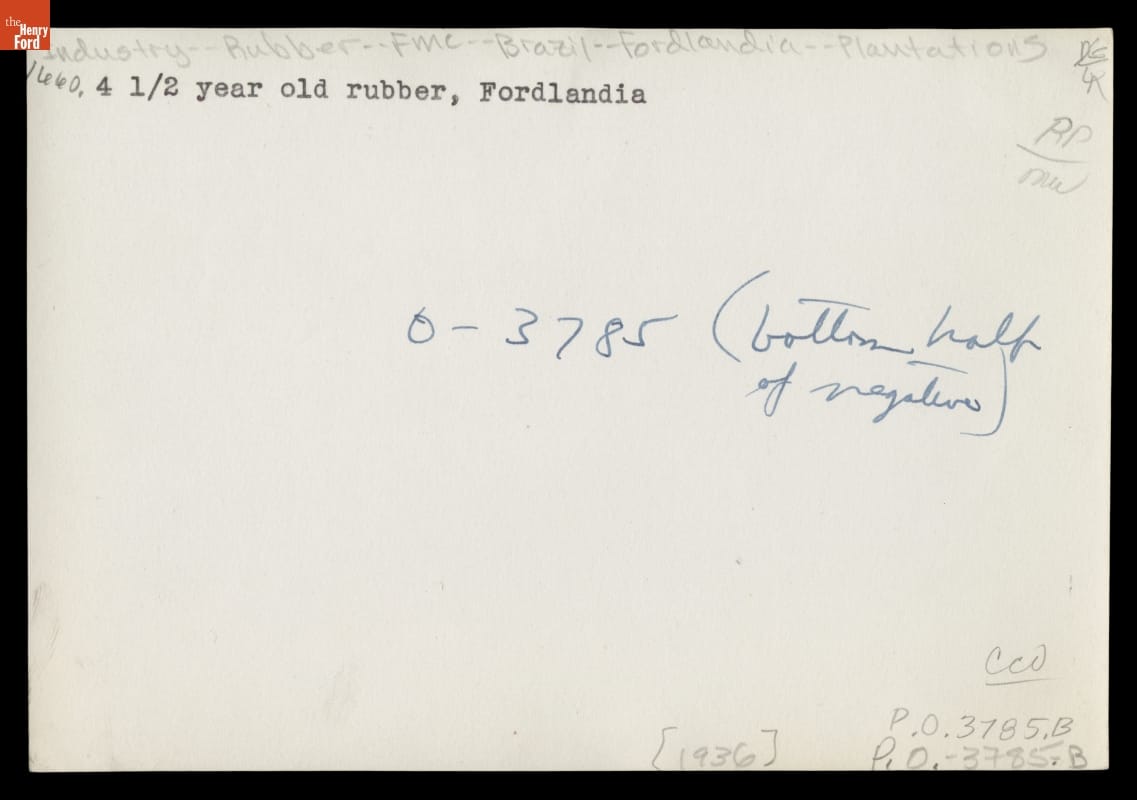 the
Henry
Ford
Industry--Rubber--FMC--Brazil--Fordlandia--Plantations
1660, 4 1/2 year old rubber, Fordlandia
RP
0-3785 (bottom half
of negative)
CCD
P.O.3785.B
[1936] P.O.-3785-B